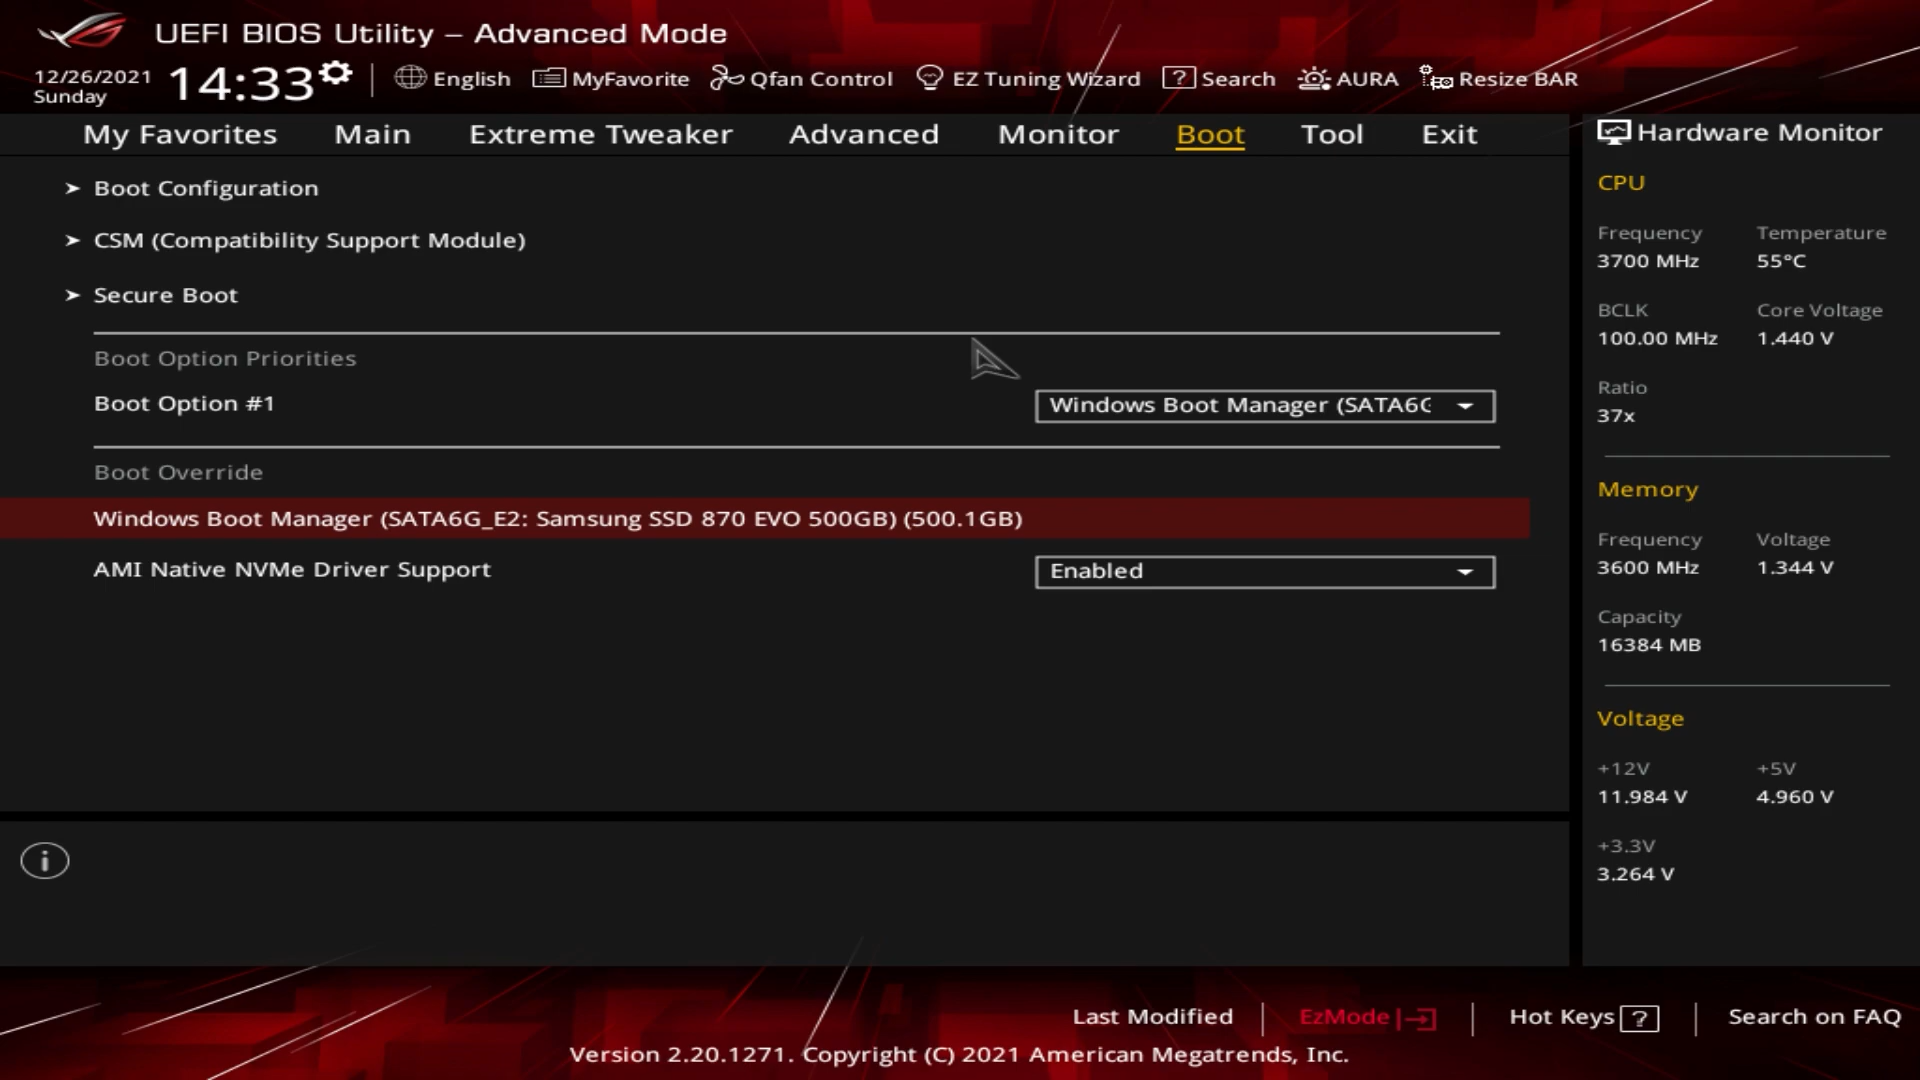 UEFI BIOS Utility – Advanced Mode
12/26/2021
Sunday
14:33
English
MyFavorite
Qfan Control
EZ Tuning Wizard
? Search
AURA
Resize BAR
My Favorites
Main
Extreme Tweaker
Advanced
Monitor
Boot
Tool
Exit
Boot Configuration
CSM (Compatibility Support Module)
Secure Boot
Boot Option Priorities
Boot Option #1
Windows Boot Manager (SATA6G
Boot Override
Windows Boot Manager (SATA6G_E2: Samsung SSD 870 EVO 500GB) (500.1GB)
AMI Native NVMe Driver Support
Enabled
Hardware Monitor
CPU
Frequency Temperature
3700 MHz 55°C
BCLK Core Voltage
100.00 MHz 1.440 V
Ratio
37x
Memory
Frequency Voltage
3600 MHz 1.344 V
Capacity
16384 MB
Voltage
+12V +5V
11.984 V 4.960 V
+3.3V
3.264 V
i
Last Modified
EzMode
Hot Keys ?
Search on FAQ
Version 2.20.1271. Copyright (C) 2021 American Megatrends, Inc.